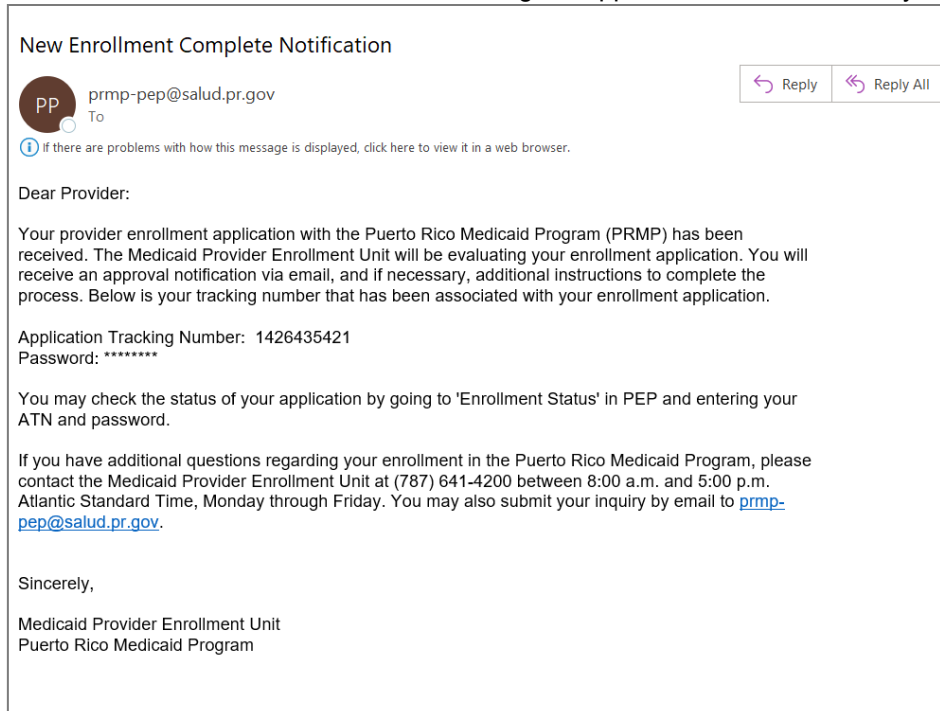 New Enrollment Complete Notification
PP
prmp-pep@salud.pr.gov
To
Reply
Reply All
If there are problems with how this message is displayed, click here to view it in a web browser.
Dear Provider:
Your provider enrollment application with the Puerto Rico Medicaid Program (PRMP) has been
received. The Medicaid Provider Enrollment Unit will be evaluating your enrollment application. You will
receive an approval notification via email, and if necessary, additional instructions to complete the
process. Below is your tracking number that has been associated with your enrollment application.
Application Tracking Number: 1426435421
Password: ********
You may check the status of your application by going to 'Enrollment Status' in PEP and entering your
ATN and password.
If you have additional questions regarding your enrollment in the Puerto Rico Medicaid Program, please
contact the Medicaid Provider Enrollment Unit at (787) 641-4200 between 8:00 a.m. and 5:00 p.m.
Atlantic Standard Time, Monday through Friday. You may also submit your inquiry by email to prmp-
pep@salud.pr.gov.
Sincerely,
Medicaid Provider Enrollment Unit
Puerto Rico Medicaid Program